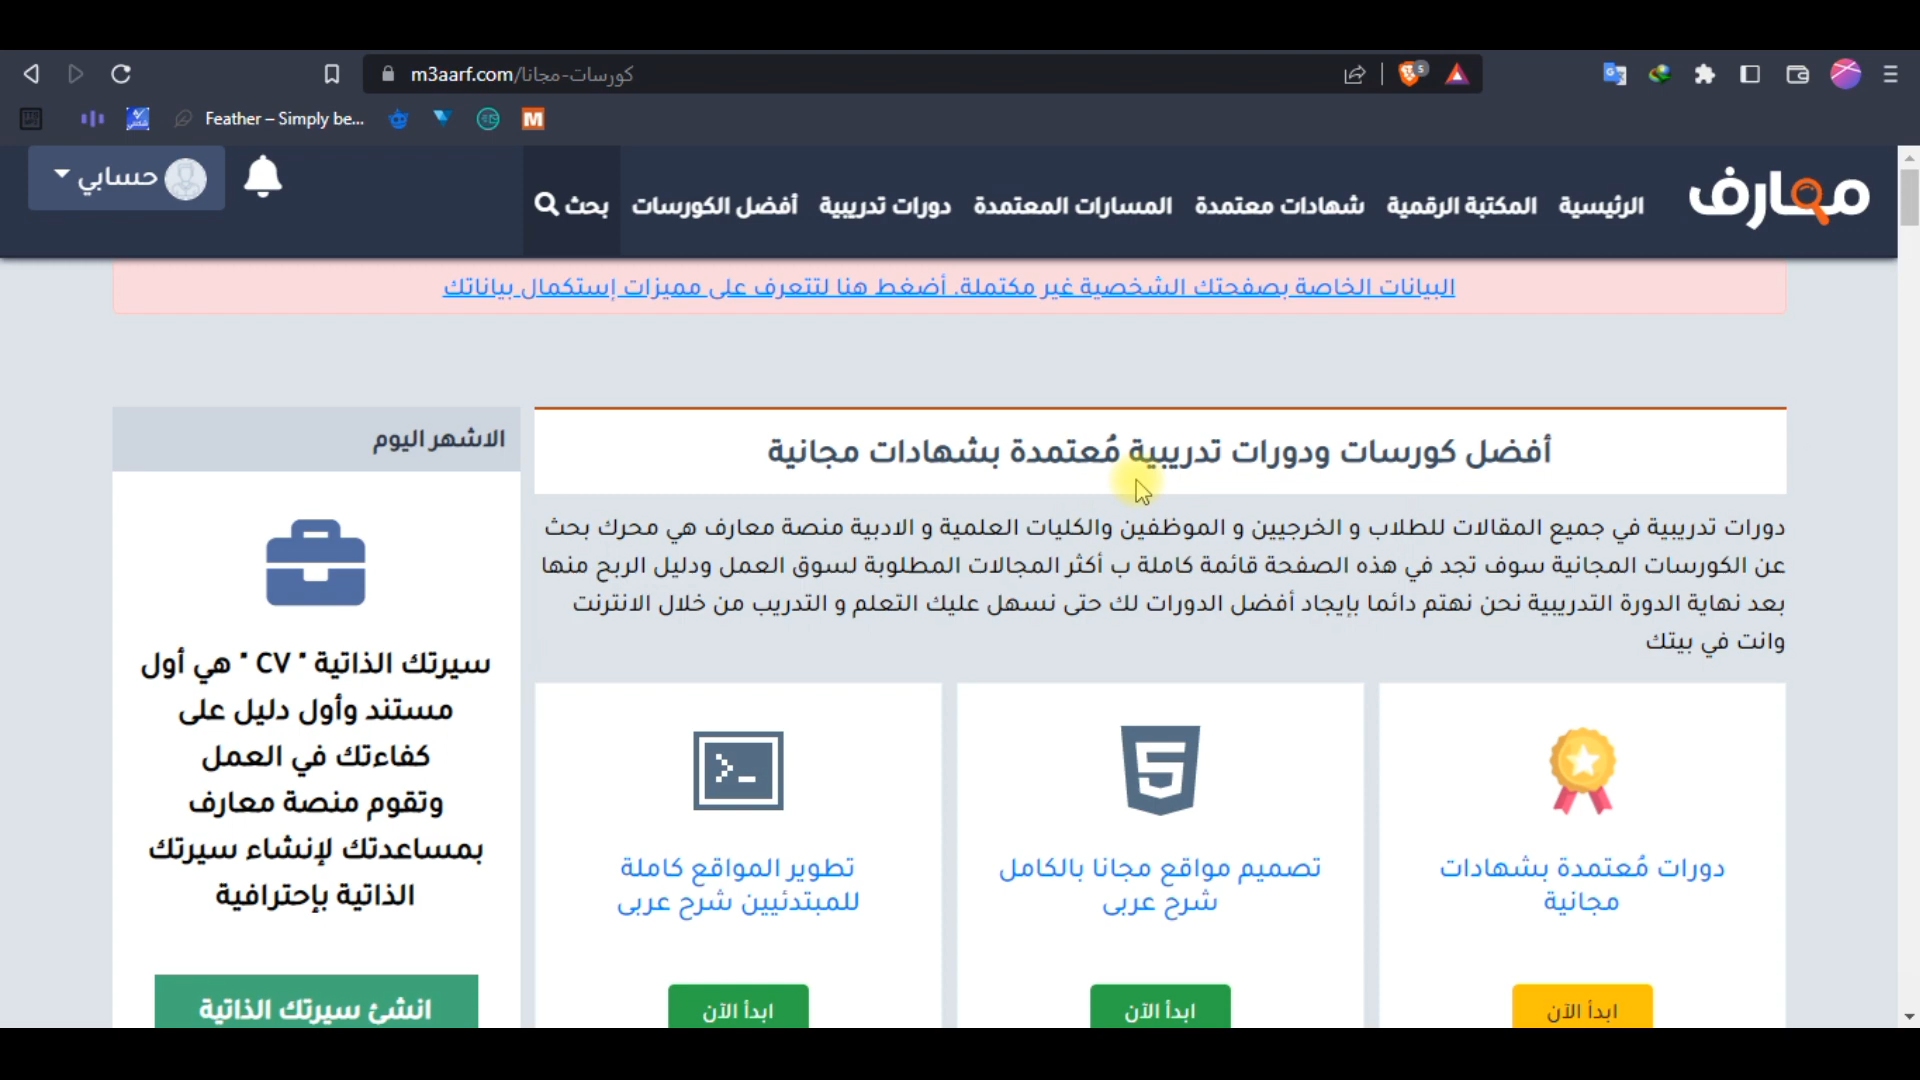 m3aarf.com/كورسات-مجانا
5
Feather – Simply be...
معارف
الرئيسية
المكتبة الرقمية
شهادات معتمدة
المسارات المعتمدة
دورات تدريبية
أفضل الكورسات
بحث
حسابي
البيانات الخاصة بصفحتك الشخصية غير مكتملة. أضغط هنا لتتعرف على مميزات إستكمال بياناتك
أفضل كورسات ودورات تدريبية مُعتمدة بشهادات مجانية
دورات تدريبية في جميع المقالات للطلاب و الخرجيين و الموظفين والكليات العلمية و الادبية منصة معارف هي محرك بحث
عن الكورسات المجانية سوف تجد في هذه الصفحة قائمة كاملة ب أكثر المجالات المطلوبة لسوق العمل ودليل الربح منها
بعد نهاية الدورة التدريبية نحن نهتم دائما بإيجاد أفضل الدورات لك حتى نسهل عليك التعلم و التدريب من خلال الانترنت
وانت في بيتك
دورات مُعتمدة بشهادات
مجانية
ابدأ الآن
تصميم مواقع مجانا بالكامل
شرح عربى
ابدأ الآن
تطوير المواقع كاملة
للمبتدئيين شرح عربى
ابدأ الآن
الاشهر اليوم
سيرتك الذاتية " CV " هي أول
مستند وأول دليل على
كفاءتك في العمل
وتقوم منصة معارف
بمساعدتك لإنشاء سيرتك
الذاتية بإحترافية
انشئ سيرتك الذاتية